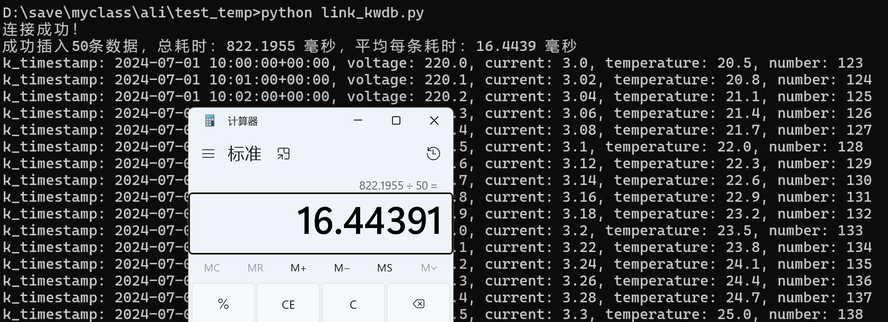 D:\save\myclass\ali\test_temp>python link_kwdb.py
连接成功！
成功插入50条数据，总耗时：822.1955 毫秒，平均每条耗时：16.4439 毫秒
k_timestamp: 2024-07-01 10:00:00+00:00, voltage: 220.0, current: 3.0, temperature: 20.5, number: 123
k_timestamp: 2024-07-01 10:01:00+00:00, voltage: 220.1, current: 3.02, temperature: 20.8, number: 124
k_timestamp: 2024-07-01 10:02:00+00:00, voltage: 220.2, current: 3.04, temperature: 21.1, number: 125
k_timestamp: 2024-07-0 .3, current: 3.06, temperature: 21.4, number: 126
k_timestamp: 2024-07-0 .4, current: 3.08, temperature: 21.7, number: 127
k_timestamp: 2024-07-0 .5, current: 3.1, temperature: 22.0, number: 128
k_timestamp: 2024-07-0 .6, current: 3.12, temperature: 22.3, number: 129
k_timestamp: 2024-07-0 .7, current: 3.14, temperature: 22.6, number: 130
k_timestamp: 2024-07-0 .8, current: 3.16, temperature: 22.9, number: 131
k_timestamp: 2024-07-0 .9, current: 3.18, temperature: 23.2, number: 132
k_timestamp: 2024-07-0 .0, current: 3.2, temperature: 23.5, number: 133
k_timestamp: 2024-07-0 .1, current: 3.22, temperature: 23.8, number: 134
k_timestamp: 2024-07-0 .2, current: 3.24, temperature: 24.1, number: 135
k_timestamp: 2024-07-0 .3, current: 3.26, temperature: 24.4, number: 136
k_timestamp: 2024-07-0 .4, current: 3.28, temperature: 24.7, number: 137
k_timestamp: 2024-07-0 .5, current: 3.3, temperature: 25.0, number: 138
计算器
标准
822.1955 ÷ 50 =
16.44391
MC MR M+ M− MS M˅
% CE C